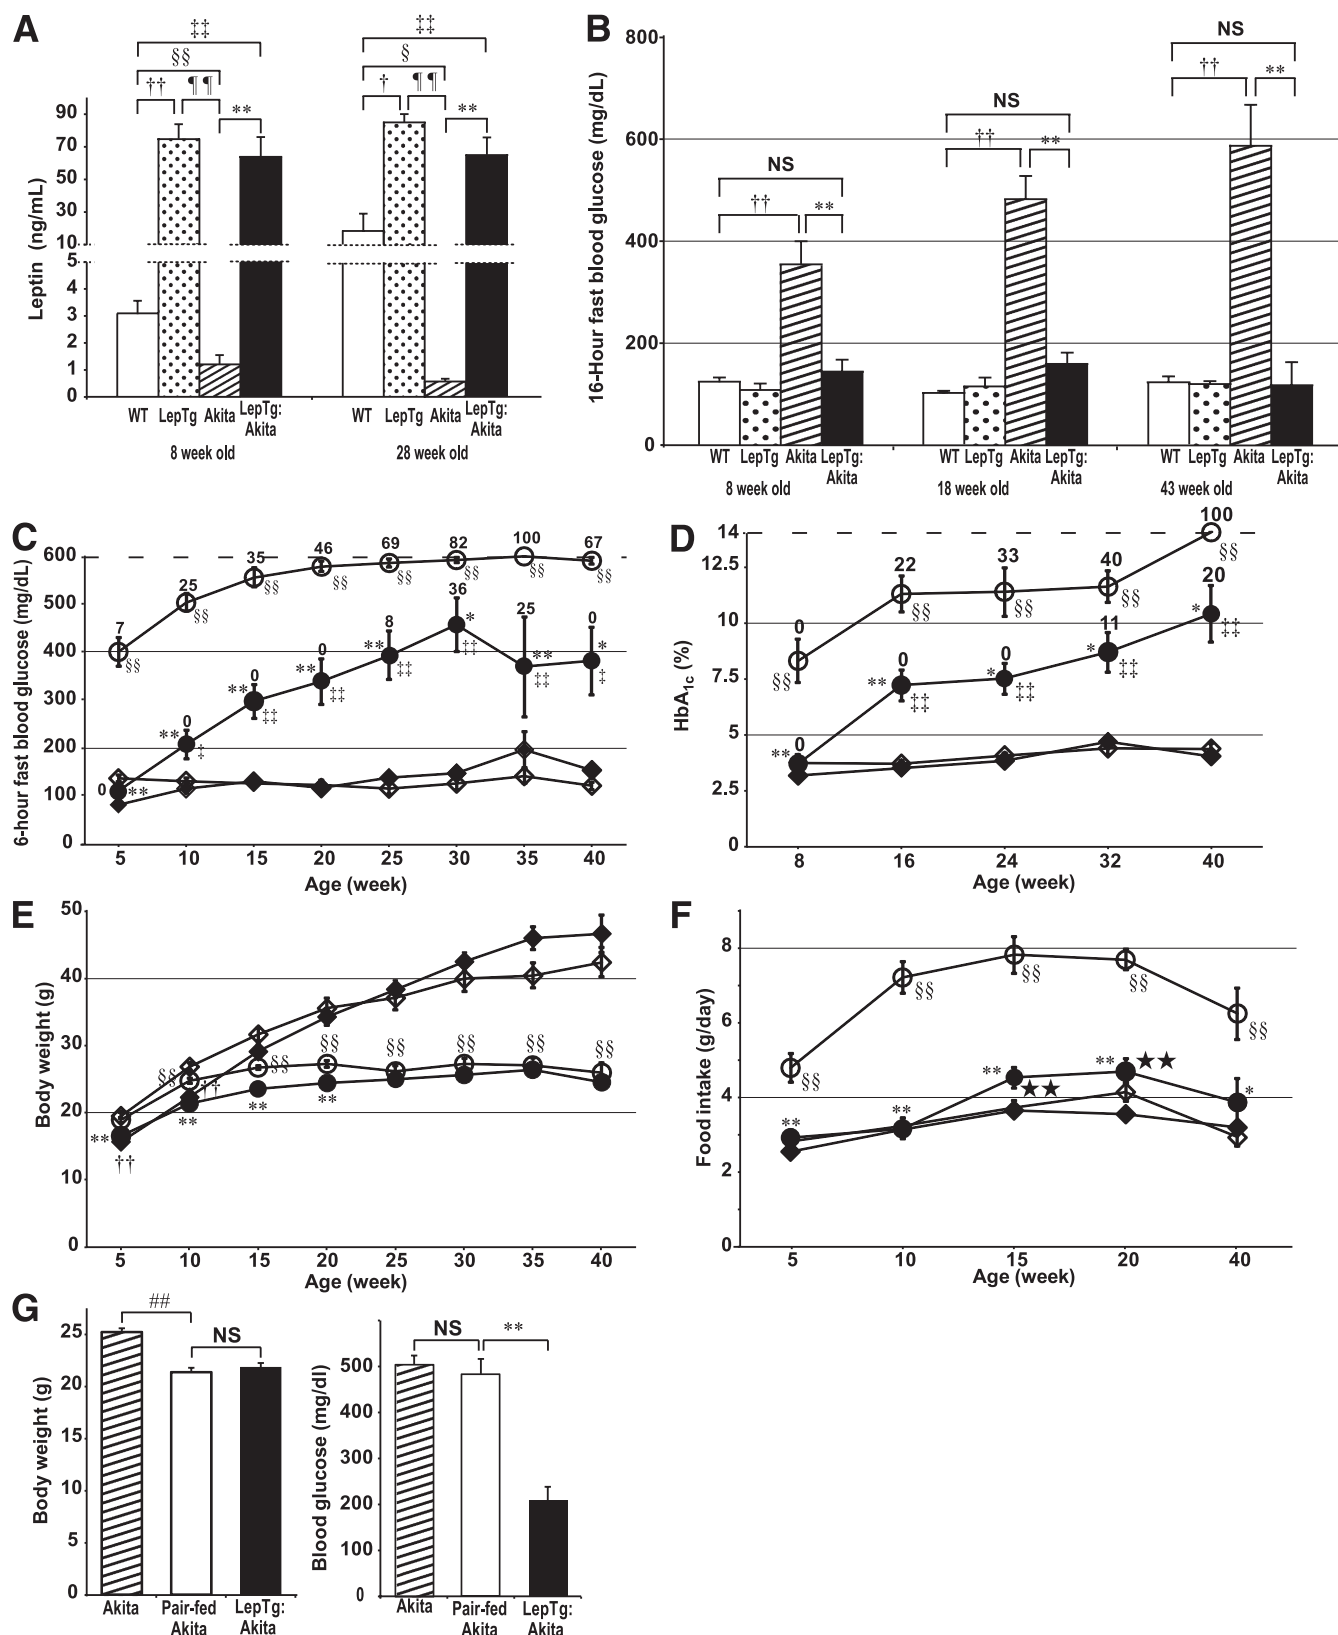 A
‡‡
§§
†† ¶¶
**
‡‡
§
† ¶¶
**
Leptin (ng/mL)
90
70
50
30
10
5
4
3
2
1
0
WT LepTg Akita LepTg:
Akita
8 week old
WT LepTg Akita LepTg:
Akita
28 week old
B
16-Hour fast blood glucose (mg/dL)
800
600
400
200
0
NS
†† **
NS
†† **
NS
†† **
WT LepTg Akita LepTg:
Akita
8 week old
WT LepTg Akita LepTg:
Akita
18 week old
WT LepTg Akita LepTg:
Akita
43 week old
C
6-hour fast blood glucose (mg/dL)
600
500
400
300
200
100
0
7 25 35 46 69 82 100 67
§§ §§ §§ §§ §§ §§ §§ §§
0 0 0 0 8 36 25 0
** ** ** ** ** * ** *
‡ ‡‡ ‡‡ ‡‡ ‡‡ ‡‡ ‡
5 10 15 20 25 30 35 40
Age (week)
D
HbA1c (%)
14
12.5
10
7.5
5
2.5
0
0 22 33 40 100
§§ §§ §§ §§ §§
0 0 0 11 20
** ** * * *
‡‡ ‡‡ ‡‡ ‡‡
8 16 24 32 40
Age (week)
E
Body weight (g)
50
40
30
20
10
0
§§ §§ §§ §§ §§ §§ §§
** ** ** **
†† ††
5 10 15 20 25 30 35 40
Age (week)
F
Food intake (g/day)
8
6
4
2
0
§§ §§ §§ §§ §§
** ** ** ** *
★★ ★★
5 10 15 20 40
Age (week)
G
Body weight (g)
25
20
15
10
5
0
##
NS
Akita Pair-fed LepTg:
Akita Akita
Blood glucose (mg/dl)
500
400
300
200
100
0
NS **
Akita Pair-fed LepTg:
Akita Akita